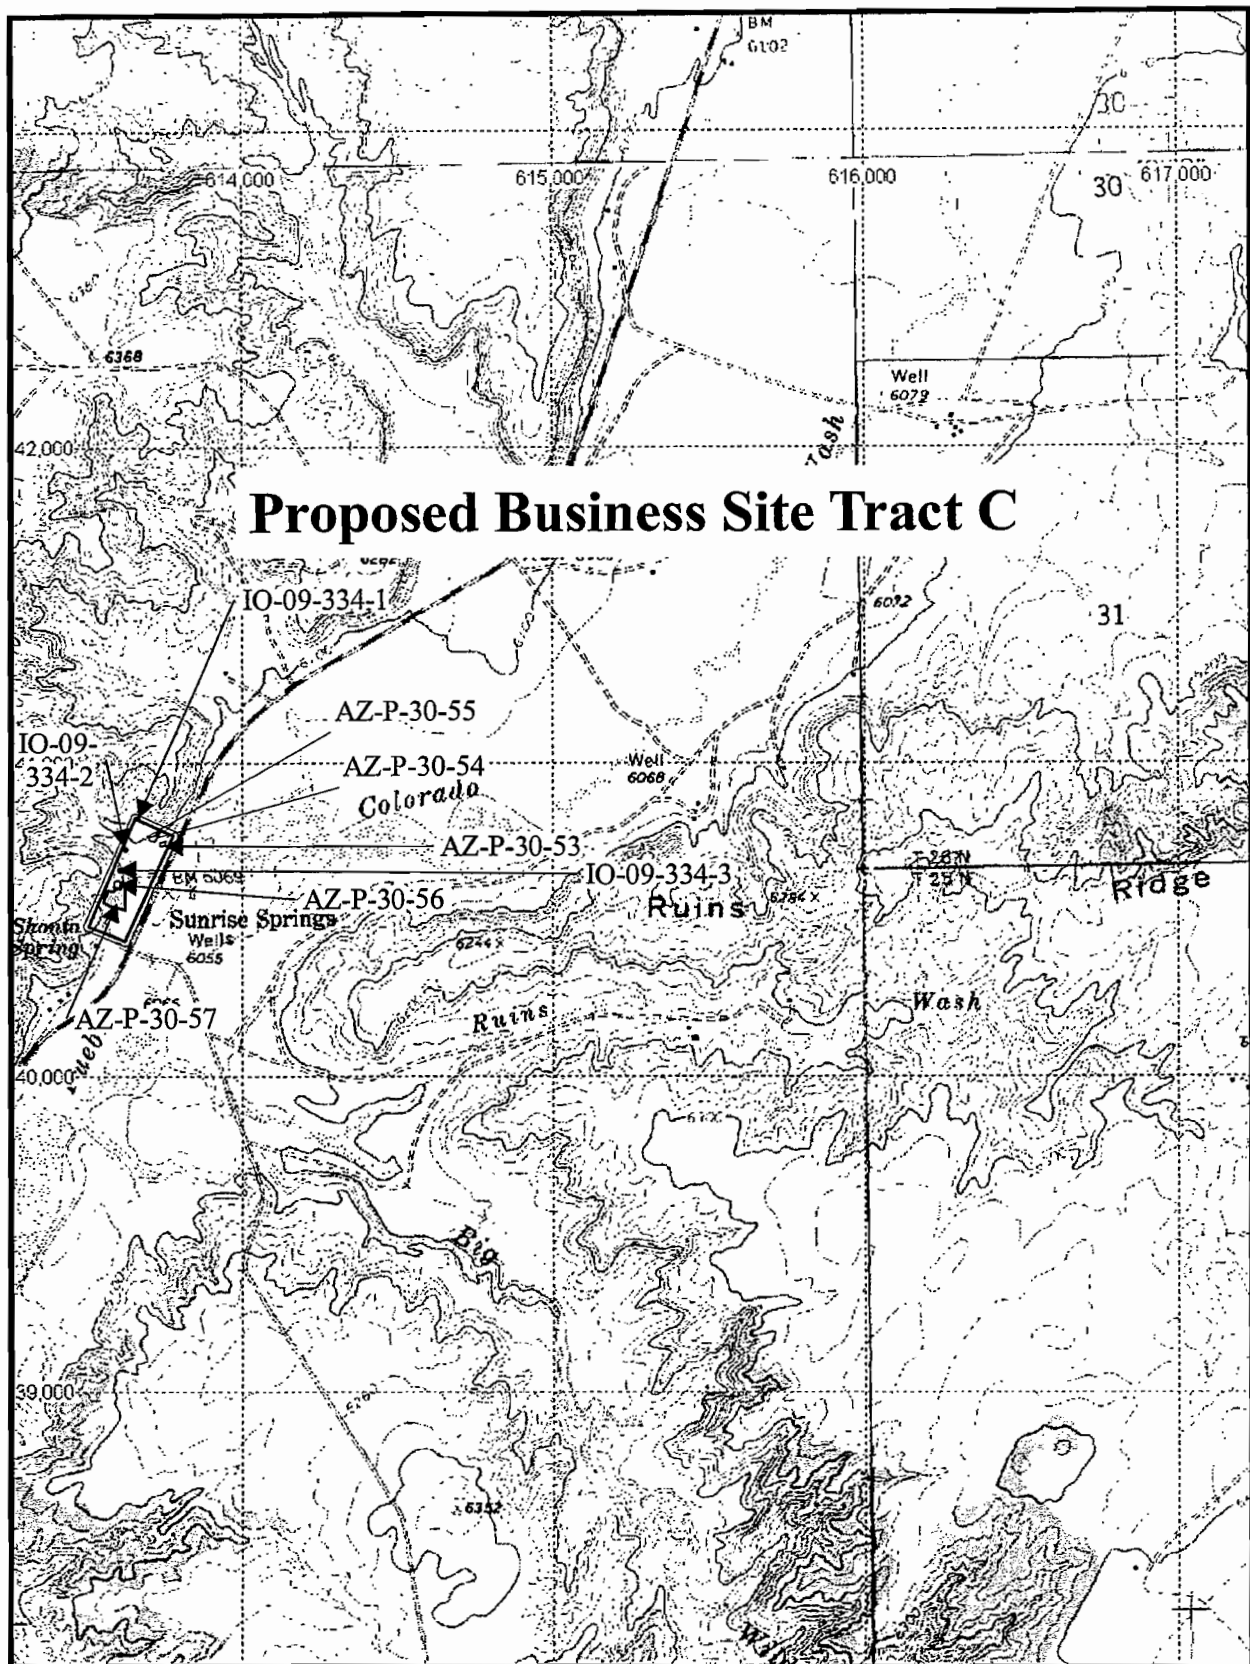 BM
6102
30
614,000
615,000
616,000
617,000
30
6368
Well
6079
42,000
Proposed Business Site Tract C
6072
31
IO-09-334-1
AZ-P-30-55
IO-09-
334-2
AZ-P-30-54
Colorado
Well
6068
AZ-P-30-53
IO-09-334-3
T 26 N
T 25 N
Ridge
BM 6069
AZ-P-30-56
Ruins
Sunrise Springs
Wells
6055
Spring
6244 x
Ruins
Wash
AZ-P-30-57
40,000
Big
39,000
6352